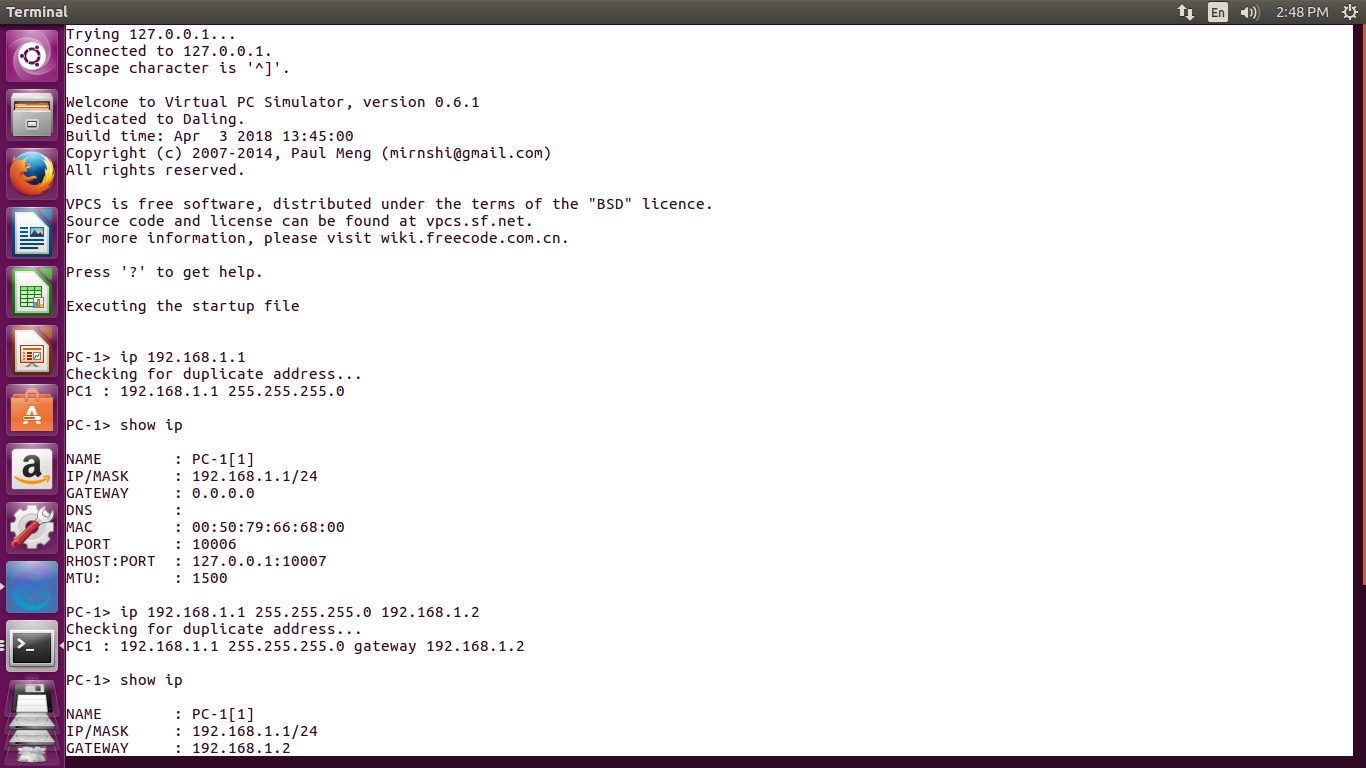 Terminal
En
2:48 PM
Trying 127.0.0.1...
Connected to 127.0.0.1.
Escape character is '^]'.
Welcome to Virtual PC Simulator, version 0.6.1
Dedicated to Daling.
Build time: Apr  3 2018 13:45:00
Copyright (c) 2007-2014, Paul Meng (mirnshi@gmail.com)
All rights reserved.
VPCS is free software, distributed under the terms of the "BSD" licence.
Source code and license can be found at vpcs.sf.net.
For more information, please visit wiki.freecode.com.cn.
Press '?' to get help.
Executing the startup file
PC-1> ip 192.168.1.1
Checking for duplicate address...
PC1 : 192.168.1.1 255.255.255.0
PC-1> show ip
NAME        : PC-1[1]
IP/MASK     : 192.168.1.1/24
GATEWAY     : 0.0.0.0
DNS         :
MAC         : 00:50:79:66:68:00
LPORT       : 10006
RHOST:PORT  : 127.0.0.1:10007
MTU:        : 1500
PC-1> ip 192.168.1.1 255.255.255.0 192.168.1.2
Checking for duplicate address...
PC1 : 192.168.1.1 255.255.255.0 gateway 192.168.1.2
PC-1> show ip
NAME        : PC-1[1]
IP/MASK     : 192.168.1.1/24
GATEWAY     : 192.168.1.2